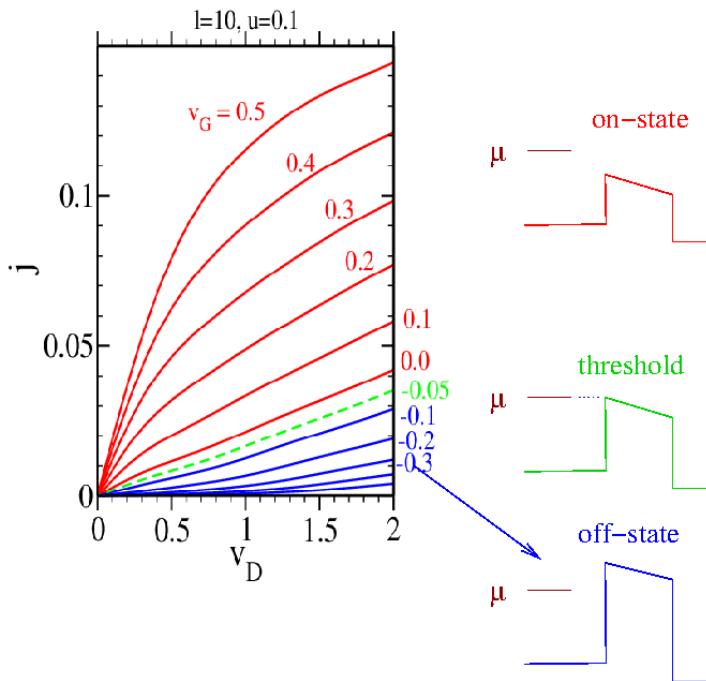 l=10, u=0.1
0.1
0.05
0
j
0
0.5
1
1.5
2
v_D
v_G = 0.5
0.4
0.3
0.2
0.1
0.0
-0.05
-0.1
-0.2
-0.3
on-state
μ
threshold
μ
off-state
μ